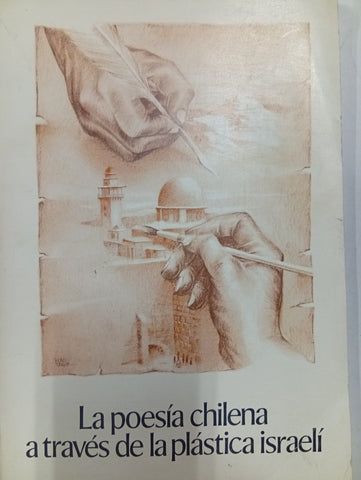 La poesía chilena
a través de la plástica israelí